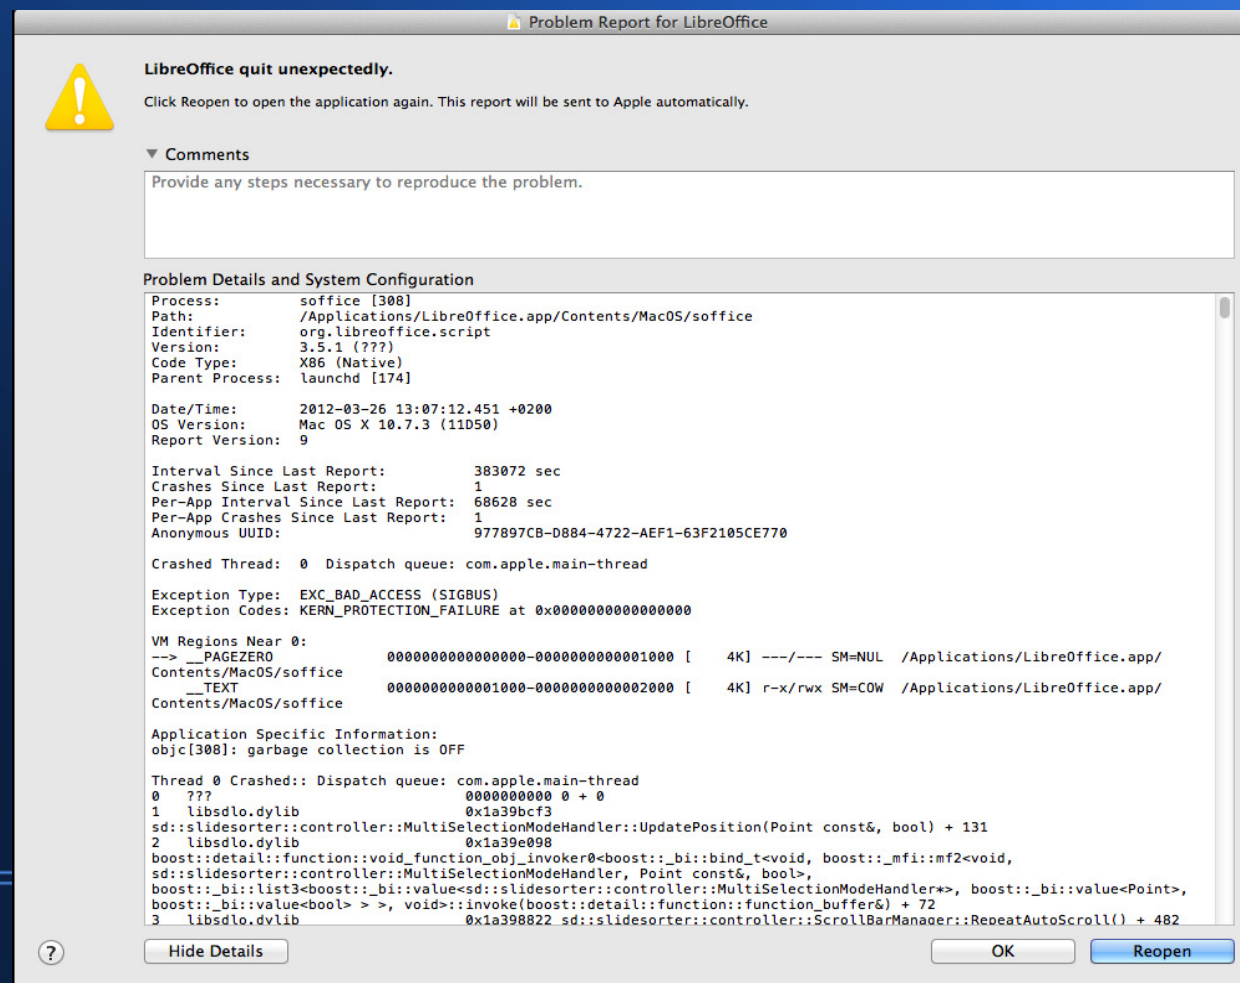 Problem Report for LibreOffice
LibreOffice quit unexpectedly.
Click Reopen to open the application again. This report will be sent to Apple automatically.
Comments
Provide any steps necessary to reproduce the problem.
Problem Details and System Configuration
Process: soffice [308]
Path: /Applications/LibreOffice.app/Contents/MacOS/soffice
Identifier: org.libreoffice.script
Version: 3.5.1 (???)
Code Type: X86 (Native)
Parent Process: launchd [174]
Date/Time: 2012-03-26 13:07:12.451 +0200
OS Version: Mac OS X 10.7.3 (11D50)
Report Version: 9
Interval Since Last Report: 383072 sec
Crashes Since Last Report: 1
Per-App Interval Since Last Report: 68628 sec
Per-App Crashes Since Last Report: 1
Anonymous UUID: 977897CB-D884-4722-AEF1-63F2105CE770
Crashed Thread: 0 Dispatch queue: com.apple.main-thread
Exception Type: EXC_BAD_ACCESS (SIGBUS)
Exception Codes: KERN_PROTECTION_FAILURE at 0x0000000000000000
VM Regions Near 0:
--> __PAGEZERO 0000000000000000-0000000000001000 [ 4K] ---/--- SM=NUL /Applications/LibreOffice.app/
Contents/MacOS/soffice
__TEXT 0000000000001000-0000000000002000 [ 4K] r-x/rwx SM=COW /Applications/LibreOffice.app/
Contents/MacOS/soffice
Application Specific Information:
objc[308]: garbage collection is OFF
Thread 0 Crashed:: Dispatch queue: com.apple.main-thread
0 ??? 0000000000 0 + 0
1 libsdlo.dylib 0x1a39bcf3
sd::slidesorter::controller::MultiSelectionModeHandler::UpdatePosition(Point const&, bool) + 131
2 libsdlo.dylib 0x1a39e098
boost::detail::function::void_function_obj_invoker0<boost::_bi::bind_t<void, boost::_mfi::mf2<void,
sd::slidesorter::controller::MultiSelectionModeHandler, Point const&, bool>,
boost::_bi::list3<boost::_bi::value<sd::slidesorter::controller::MultiSelectionModeHandler*>, boost::_bi::value<Point>,
boost::_bi::value<bool> > >, void>::invoke(boost::detail::function::function_buffer&) + 72
3 libsdlo.dylib 0x1a398822 sd::slidesorter::controller::ScrollBarManager::RepeatAutoScroll() + 482
? Hide Details OK Reopen